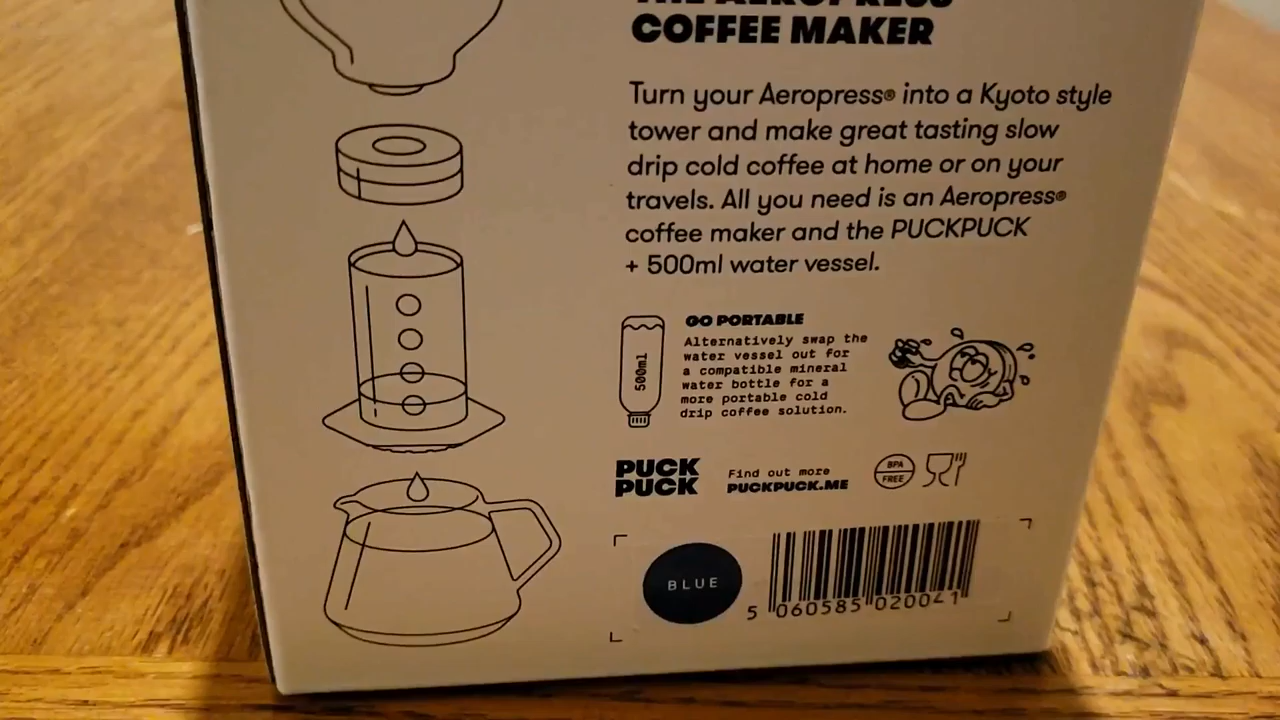 THE AEROPRESS
COFFEE MAKER
Turn your Aeropress® into a Kyoto style
tower and make great tasting slow
drip cold coffee at home or on your
travels. All you need is an Aeropress®
coffee maker and the PUCKPUCK
+ 500ml water vessel.
500ml
GO PORTABLE
Alternatively swap the
water vessel out for
a compatible mineral
water bottle for a
more portable cold
drip coffee solution.
PUCK
PUCK
Find out more
PUCKPUCK.ME
BPA
FREE
BLUE
5 060585 020041